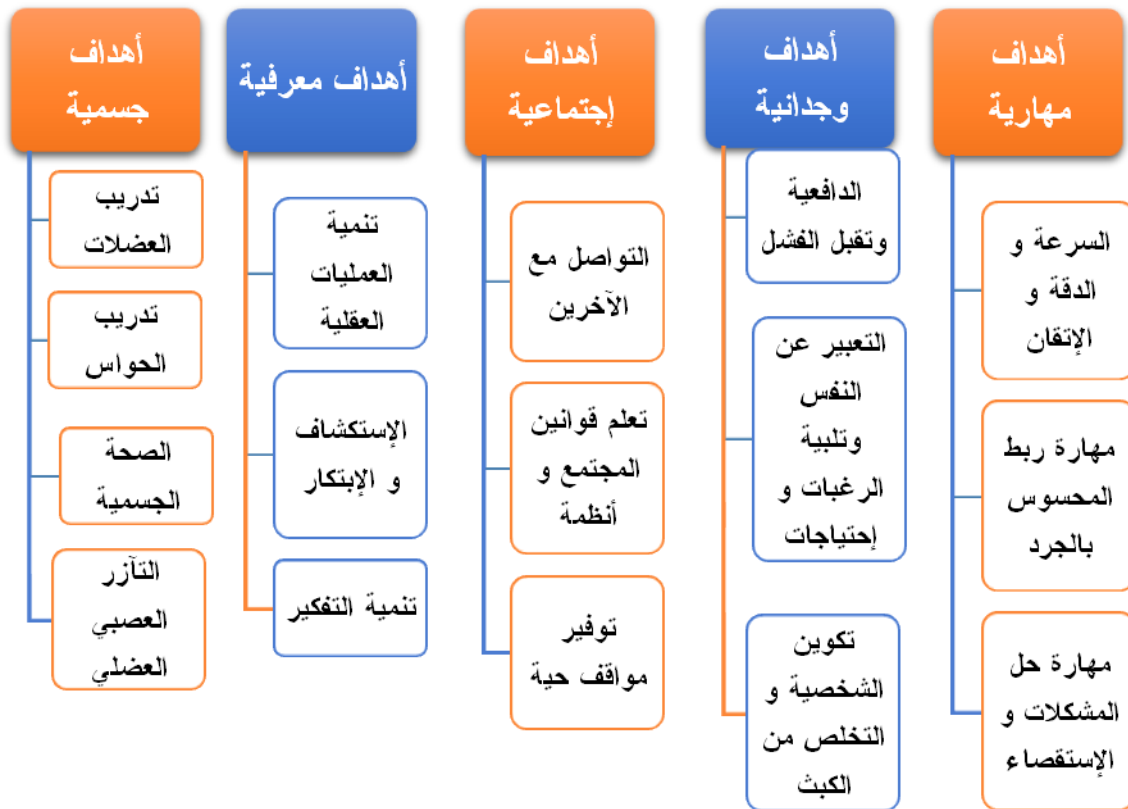 أهداف
مهارية
السرعة و
الدقة و
الإتقان
مهارة ربط
المحسوس
بالجرد
مهارة حل
المشكلات و
الإستقصاء
أهداف
وجدانية
الدافعية
وتقبل الفشل
التعبير عن
النفس
وتلبية
الرغبات و
إحتياجات
تكوين
الشخصية و
التخلص من
الكبث
أهداف
إجتماعية
التواصل مع
الآخرين
تعلم قوانين
المجتمع و
أنظمة
توفير
مواقف حية
أهداف معرفية
تنمية
العمليات
العقلية
الإستكشاف
و الإبتكار
تنمية التفكير
أهداف
جسمية
تدريب
العضلات
تدريب
الحواس
الصحة
الجسمية
التآزر
العصبي
العضلي